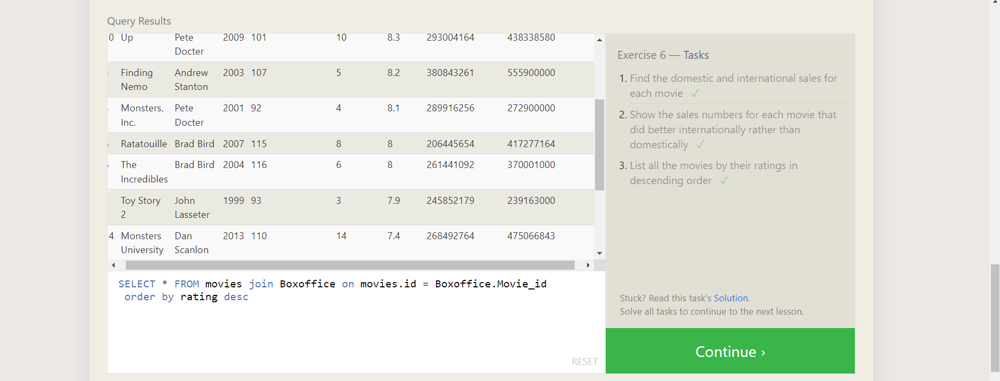 Query Results
0 Up Pete 2009 101 10 8.3 293004164 438338580
Docter
Finding Andrew 2003 107 5 8.2 380843261 555900000
Nemo Stanton
Monsters, Pete 2001 92 4 8.1 289916256 272900000
Inc. Docter
Ratatouille Brad Bird 2007 115 8 8 206445654 417277164
The Brad Bird 2004 116 6 8 261441092 370001000
Incredibles
Toy Story John 1999 93 3 7.9 245852179 239163000
2 Lasseter
4 Monsters Dan 2013 110 14 7.4 268492764 475066843
University Scanlon
SELECT * FROM movies join Boxoffice on movies.id = Boxoffice.Movie_id
order by rating desc
RESET
Exercise 6 — Tasks
1. Find the domestic and international sales for
each movie ✓
2. Show the sales numbers for each movie that
did better internationally rather than
domestically ✓
3. List all the movies by their ratings in
descending order ✓
Stuck? Read this task's Solution.
Solve all tasks to continue to the next lesson.
Continue ›